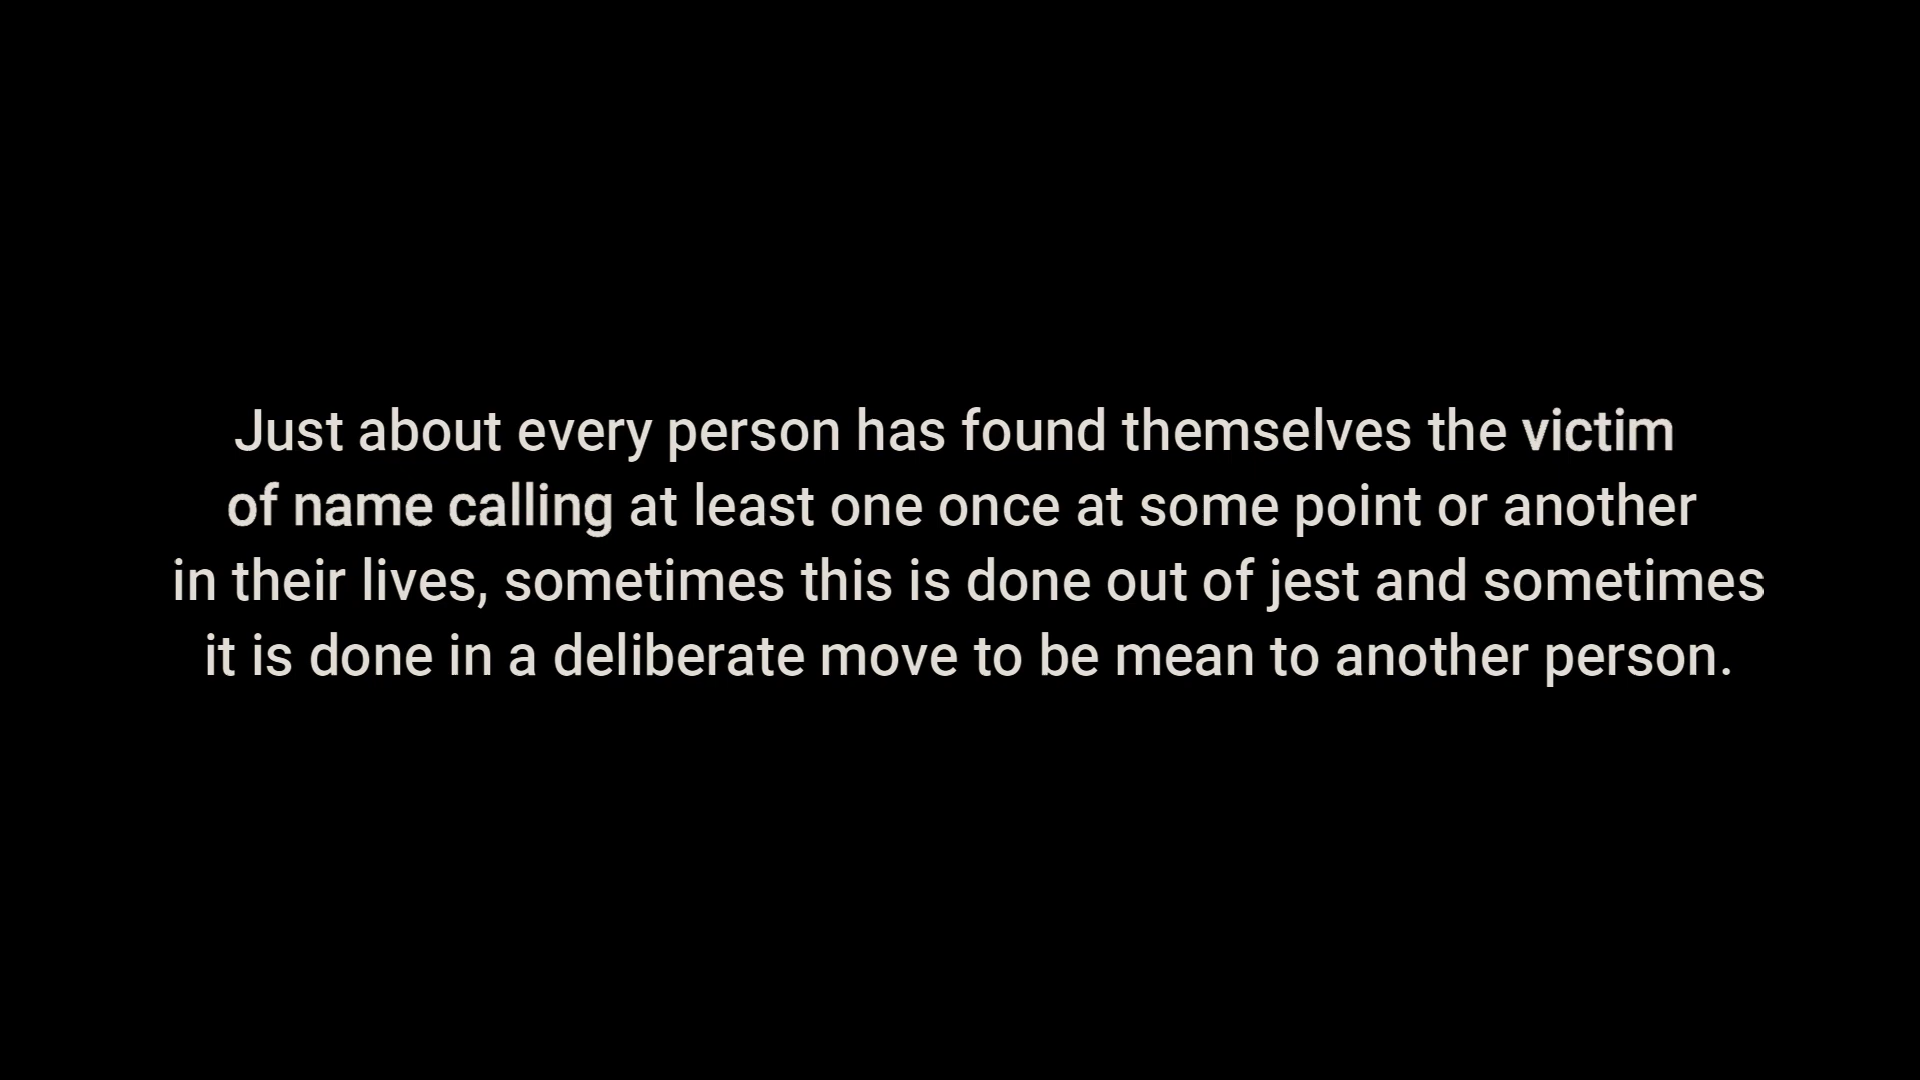 Just about every person has found themselves the victim
of name calling at least one once at some point or another
in their lives, sometimes this is done out of jest and sometimes
it is done in a deliberate move to be mean to another person.